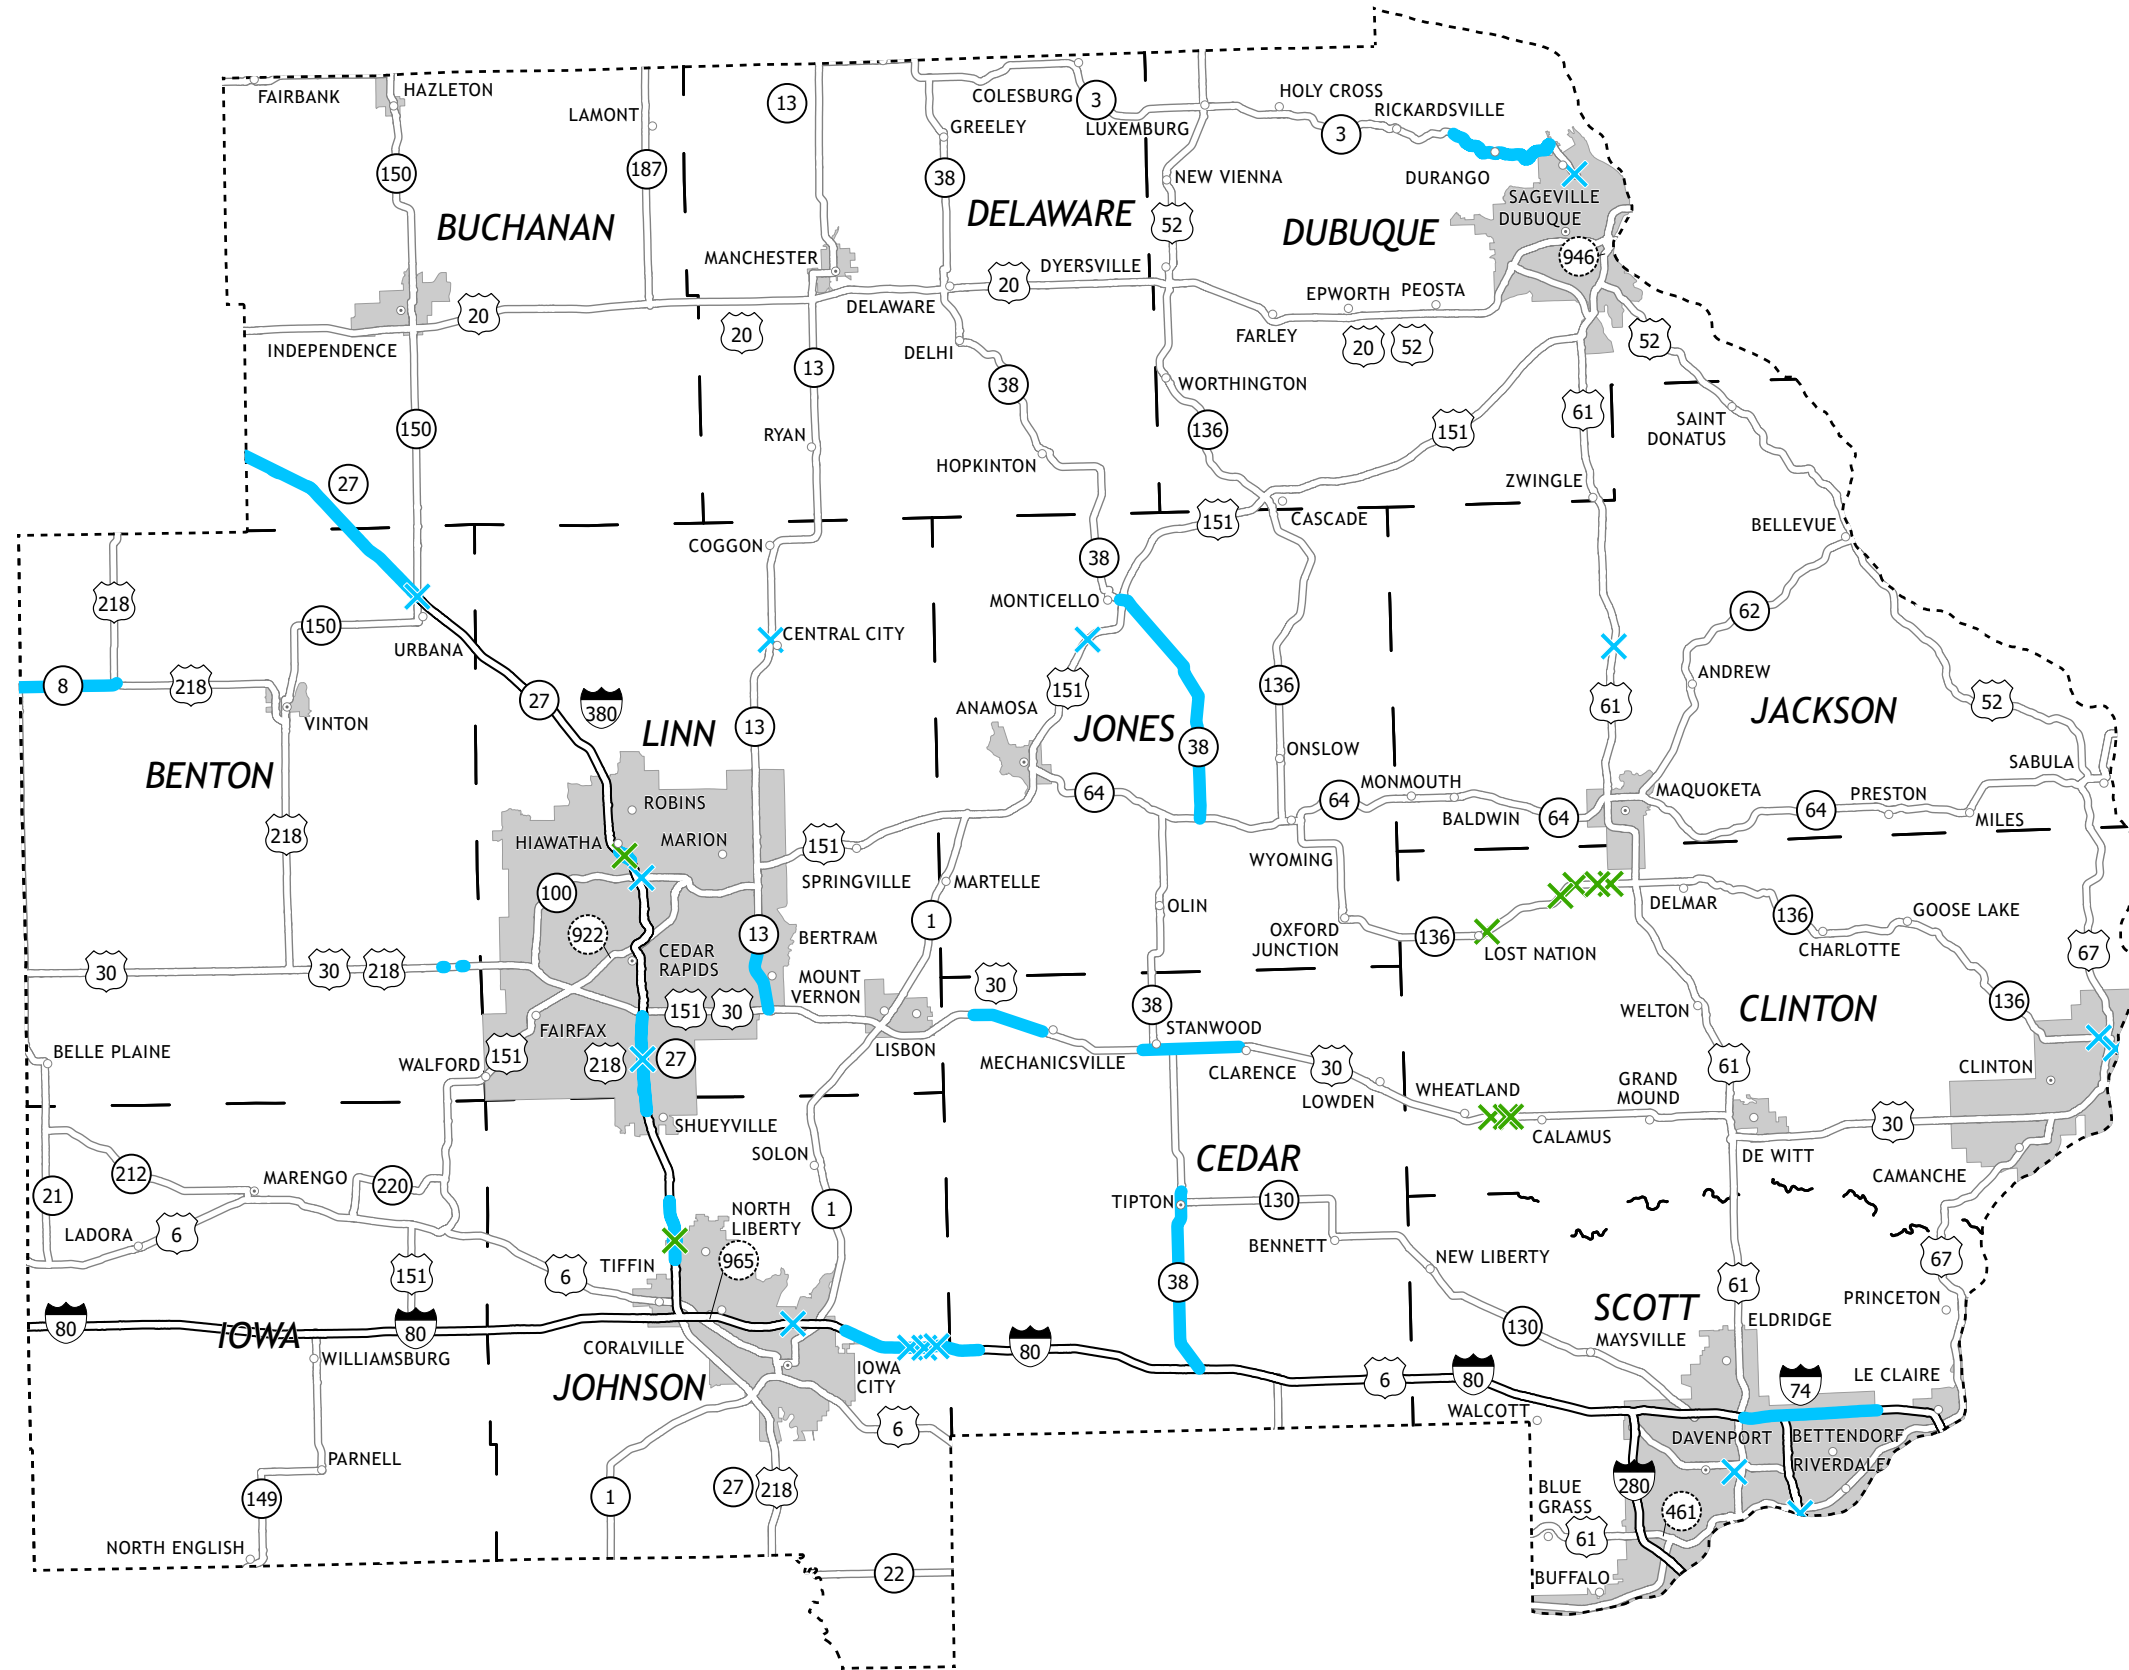 FAIRBANK
HAZLETON
LAMONT
13
COLESBURG
3
HOLY CROSS
RICKARDSVILLE
GREELEY
LUXEMBURG
3
150
187
38
NEW VIENNA
DURANGO
SAGEVILLE
DUBUQUE
BUCHANAN
DELAWARE
52
DUBUQUE
946
MANCHESTER
DYERSVILLE
20
20
DELAWARE
20
EPWORTH
PEOSTA
INDEPENDENCE
DELHI
FARLEY
20
52
52
13
38
WORTHINGTON
61
SAINT
DONATUS
150
RYAN
136
151
HOPKINTON
27
ZWINGLE
151
CASCADE
BELLEVUE
COGGON
38
218
MONTICELLO
62
150
CENTRAL CITY
URBANA
8
218
27
380
151
136
ANDREW
61
JACKSON
52
VINTON
LINN
13
ANAMOSA
JONES
38
ONSLOW
BENTON
SABULA
64
MONMOUTH
64
MAQUOKETA
PRESTON
ROBINS
BALDWIN
64
64
MILES
218
HIAWATHA
MARION
151
WYOMING
SPRINGVILLE
MARTELLE
100
OLIN
DELMAR
136
GOOSE LAKE
922
13
BERTRAM
1
OXFORD
JUNCTION
136
LOST NATION
CHARLOTTE
67
30
30
218
CEDAR
RAPIDS
MOUNT
VERNON
30
38
WELTON
CLINTON
136
151
30
FAIRFAX
STANWOOD
BELLE PLAINE
WALFORD
151
218
27
LISBON
MECHANICSVILLE
CLARENCE
30
61
CLINTON
WHEATLAND
GRAND
MOUND
LOWDEN
SHUEYVILLE
CALAMUS
30
SOLON
CEDAR
DE WITT
212
MARENGO
220
CAMANCHE
21
TIPTON
130
LADORA
6
NORTH
LIBERTY
1
BENNETT
NEW LIBERTY
67
965
TIFFIN
151
6
38
61
PRINCETON
SCOTT
80
IOWA
80
ELDRIDGE
130
MAYSVILLE
CORALVILLE
80
WILLIAMSBURG
IOWA
CITY
6
80
74
LE CLAIRE
JOHNSON
WALCOTT
6
DAVENPORT
BETTENDORF
PARNELL
RIVERDALE
149
1
27
218
280
BLUE
GRASS
461
61
NORTH ENGLISH
22
BUFFALO